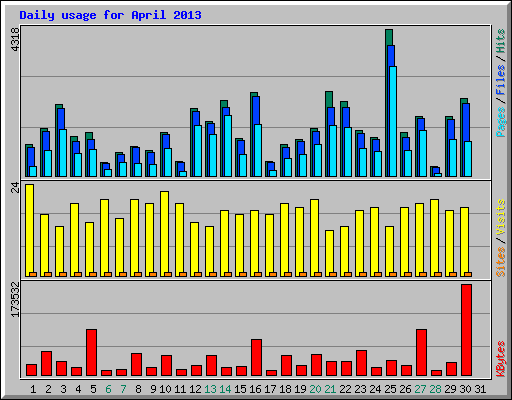 Daily usage for April 2013
4318
Pages / Files / Hits
24
Sites / Visits
173532
KBytes
1 2 3 4 5 6 7 8 9 10 11 12 13 14 15 16 17 18 19 20 21 22 23 24 25 26 27 28 29 30 31